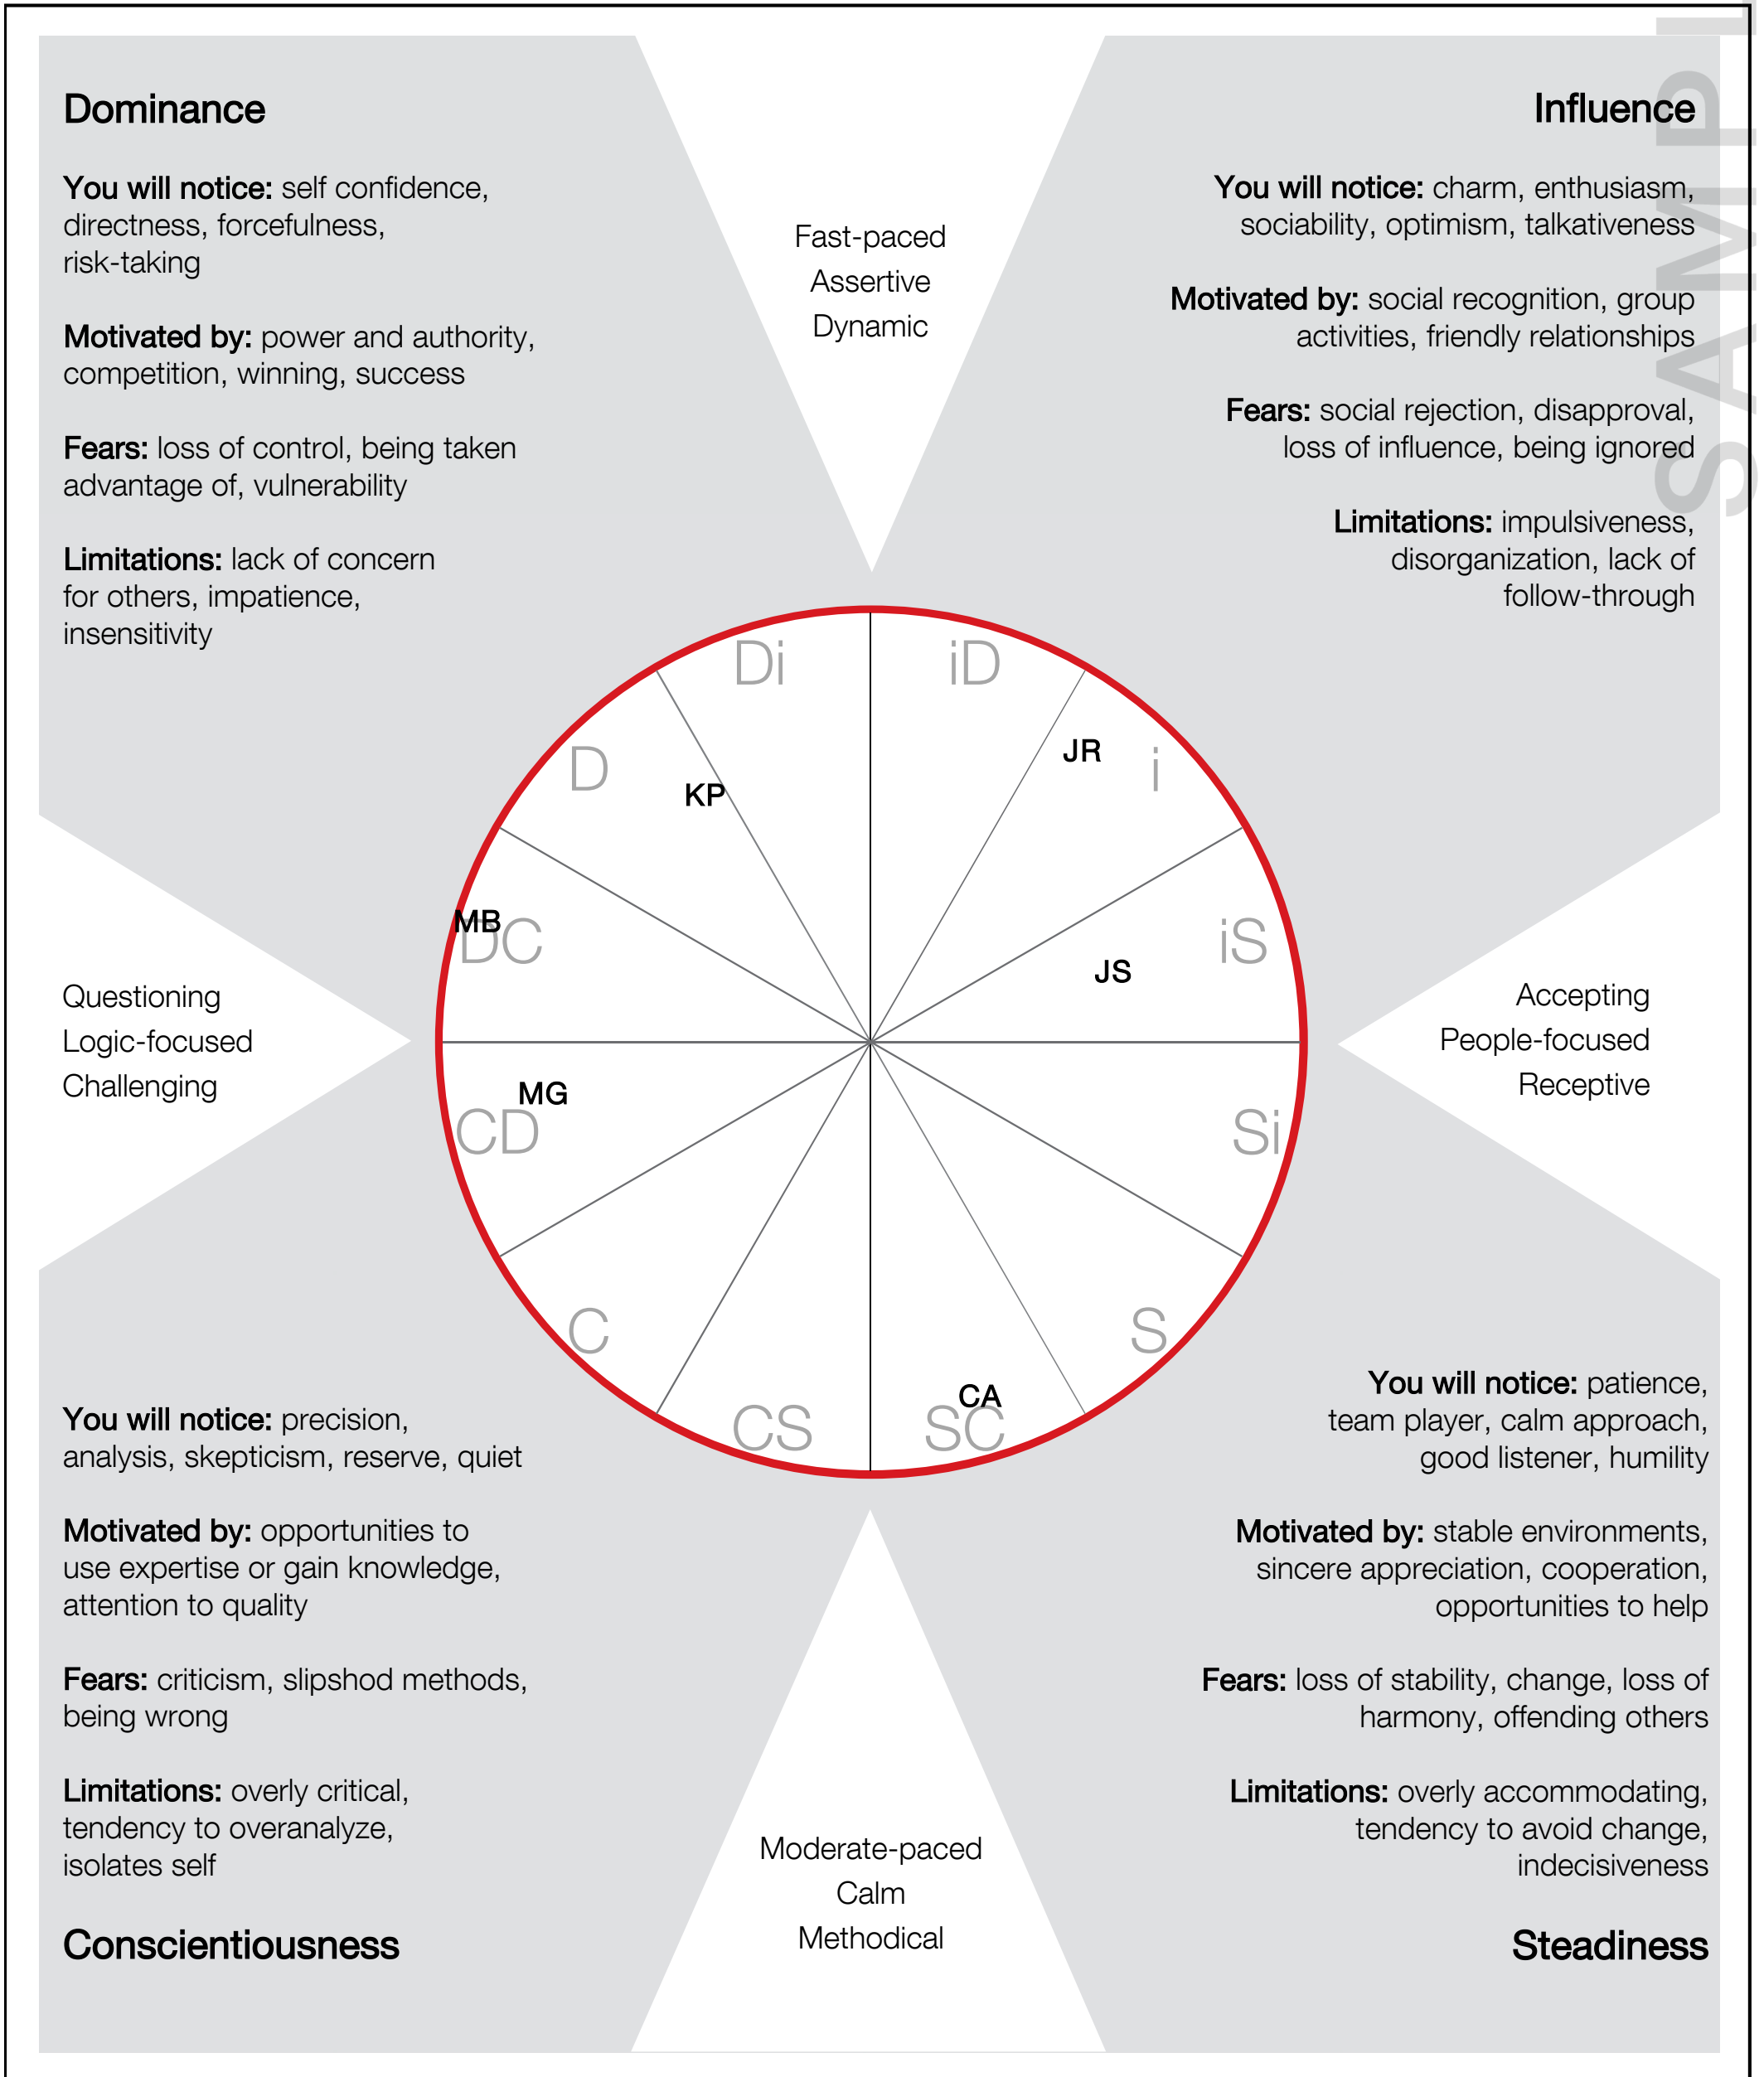 Dominance
You will notice: self confidence,
directness, forcefulness,
risk-taking
Motivated by: power and authority,
competition, winning, success
Fears: loss of control, being taken
advantage of, vulnerability
Limitations: lack of concern
for others, impatience,
insensitivity
Fast-paced
Assertive
Dynamic
Influence
You will notice: charm, enthusiasm,
sociability, optimism, talkativeness
Motivated by: social recognition, group
activities, friendly relationships
Fears: social rejection, disapproval,
loss of influence, being ignored
Limitations: impulsiveness,
disorganization, lack of
follow-through
SAMPL
Di
iD
D
KP
JR
i
MB
DC
JS
iS
Questioning
Logic-focused
Challenging
Accepting
People-focused
Receptive
MG
CD
Si
C
S
CS
CA
SC
You will notice: precision,
analysis, skepticism, reserve, quiet
Motivated by: opportunities to
use expertise or gain knowledge,
attention to quality
Fears: criticism, slipshod methods,
being wrong
Limitations: overly critical,
tendency to overanalyze,
isolates self
Conscientiousness
Moderate-paced
Calm
Methodical
You will notice: patience,
team player, calm approach,
good listener, humility
Motivated by: stable environments,
sincere appreciation, cooperation,
opportunities to help
Fears: loss of stability, change, loss of
harmony, offending others
Limitations: overly accommodating,
tendency to avoid change,
indecisiveness
Steadiness